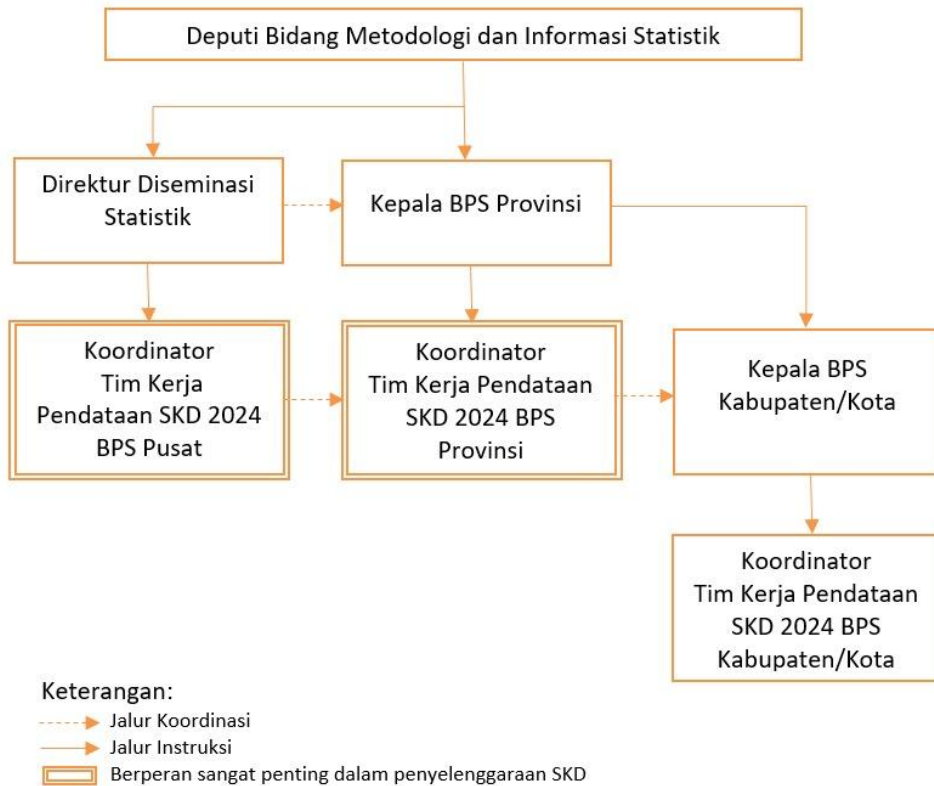 Deputi Bidang Metodologi dan Informasi Statistik
Direktur Diseminasi
Statistik
Kepala BPS Provinsi
Koordinator
Tim Kerja
Pendataan SKD 2024
BPS Pusat
Koordinator
Tim Kerja Pendataan
SKD 2024 BPS
Provinsi
Kepala BPS
Kabupaten/Kota
Koordinator
Tim Kerja Pendataan
SKD 2024 BPS
Kabupaten/Kota
Keterangan:
Jalur Koordinasi
Jalur Instruksi
Berperan sangat penting dalam penyelenggaraan SKD